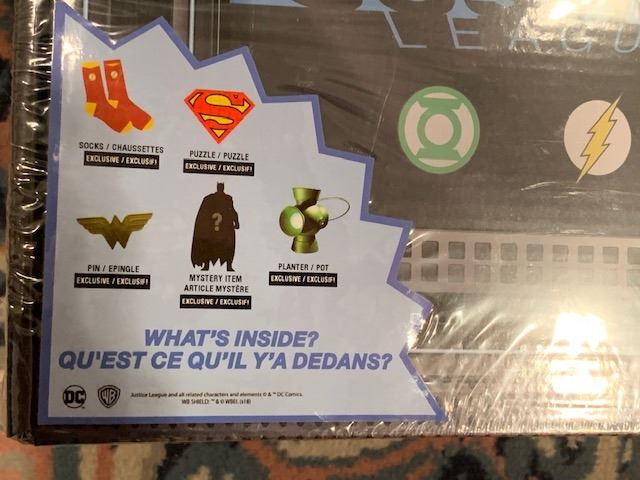 LEAGU
SOCKS / CHAUSSETTES
EXCLUSIVE / EXCLUSIF!
PUZZLE / PUZZLE
EXCLUSIVE / EXCLUSIF!
PIN / ÉPINGLE
EXCLUSIVE / EXCLUSIF!
?
MYSTERY ITEM
ARTICLE MYSTÈRE
EXCLUSIVE / EXCLUSIF!
PLANTER / POT
EXCLUSIVE / EXCLUSIF!
WHAT'S INSIDE?
QU'EST CE QU'IL Y'A DEDANS?
DC
WB
Justice League and all related characters and elements © & ™ DC Comics.
WB SHIELD: ™ & © WBEI. (s18)